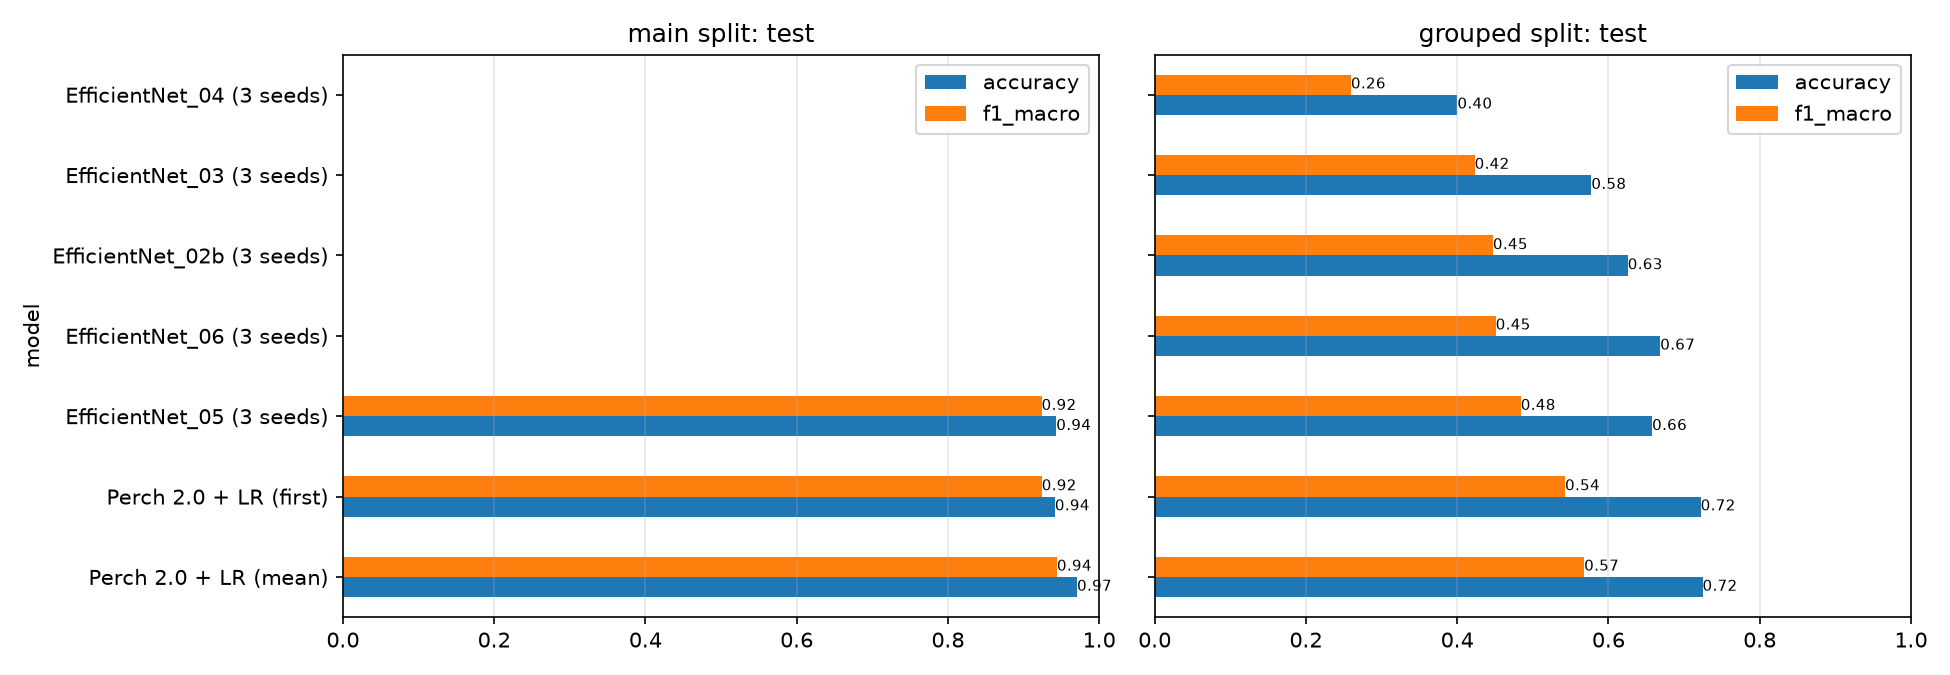 main split: test
grouped split: test
model
EfficientNet_04 (3 seeds)
EfficientNet_03 (3 seeds)
EfficientNet_02b (3 seeds)
EfficientNet_06 (3 seeds)
EfficientNet_05 (3 seeds)
Perch 2.0 + LR (first)
Perch 2.0 + LR (mean)
accuracy
f1_macro
0.92
0.94
0.92
0.94
0.94
0.97
0.0 0.2 0.4 0.6 0.8 1.0
accuracy
f1_macro
0.26
0.40
0.42
0.58
0.45
0.63
0.45
0.67
0.48
0.66
0.54
0.72
0.57
0.72
0.0 0.2 0.4 0.6 0.8 1.0